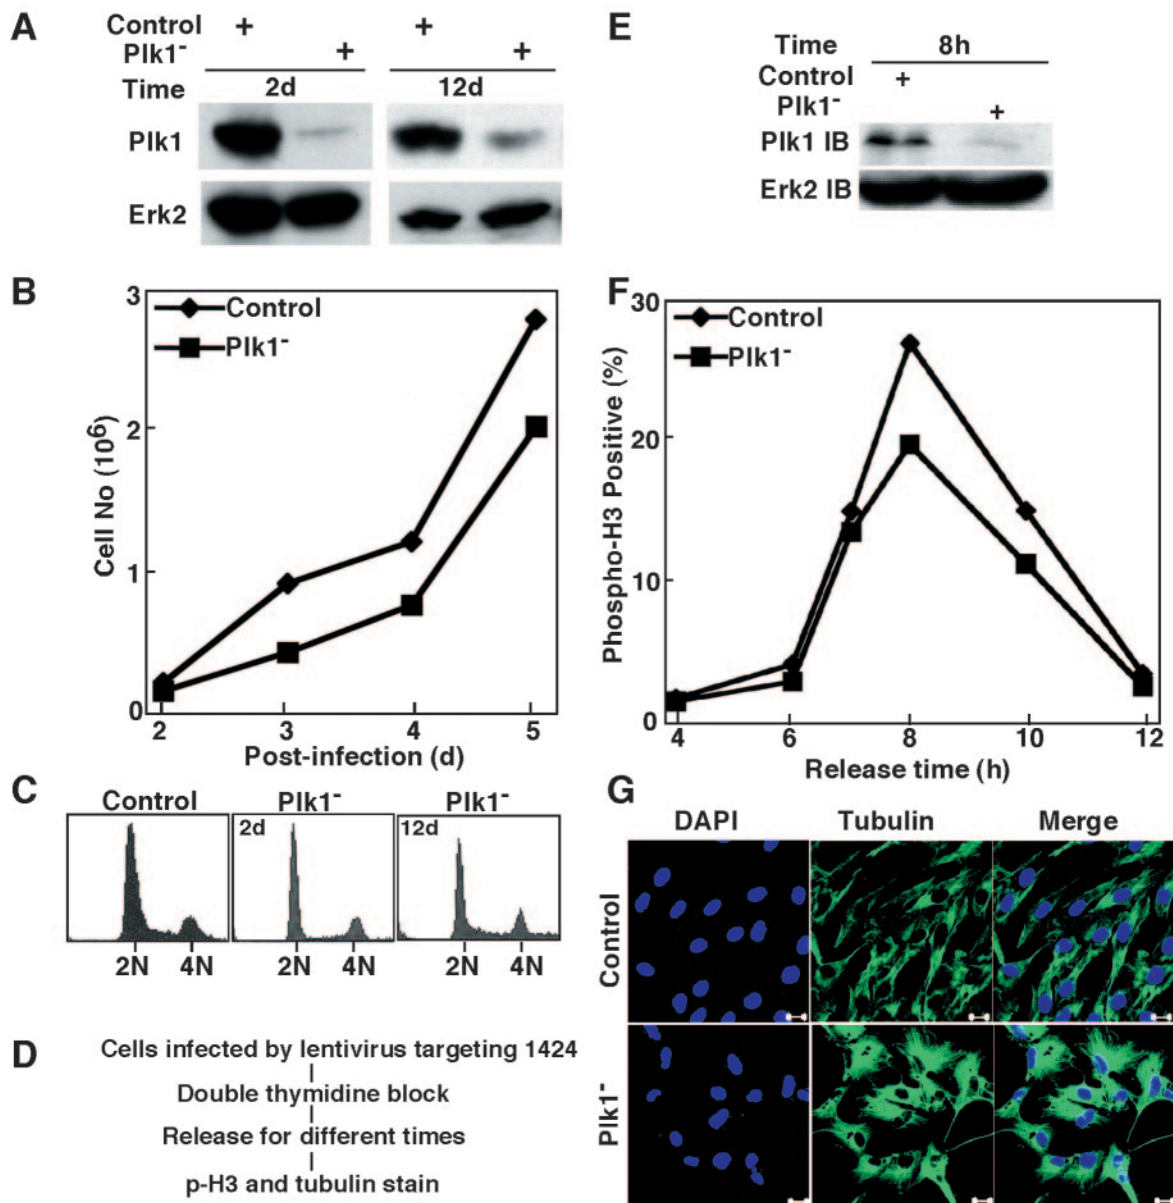 A
Control + +
Plk1- + +
Time 2d 12d
Plk1
Erk2
B
3
2
1
0
Control
Plk1-
Cell No (10^6)
2 3 4 5
Post-infection (d)
C
Control Plk1- Plk1-
2d 12d
2N 4N 2N 4N 2N 4N
D
Cells infected by lentivirus targeting 1424
Double thymidine block
Release for different times
p-H3 and tubulin stain
E
Time 8h
Control +
Plk1- +
Plk1 IB
Erk2 IB
F
30
20
10
0
Control
Plk1-
Phospho-H3 Positive (%)
4 6 8 10 12
Release time (h)
G
DAPI Tubulin Merge
Control
Plk1-